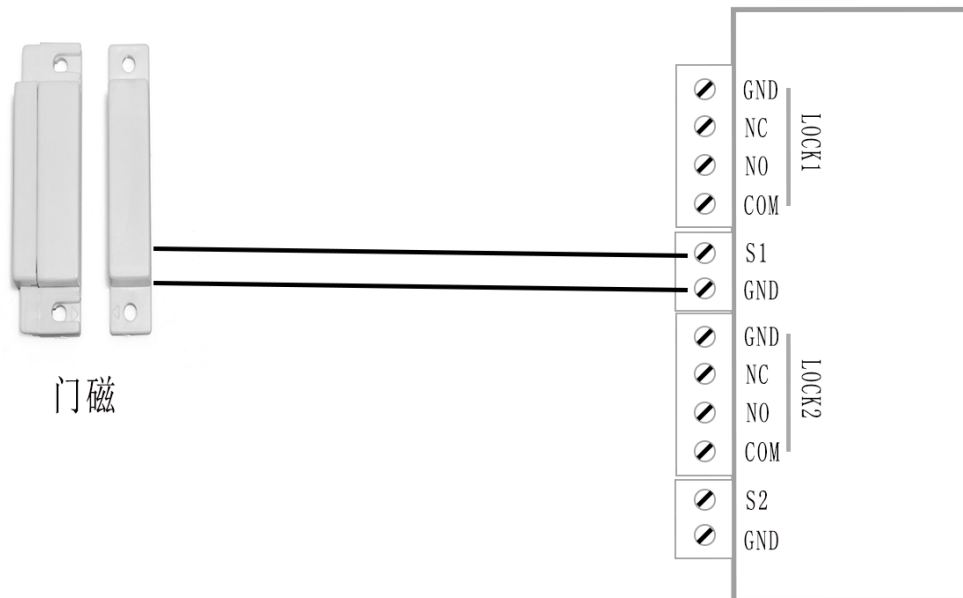 GND
NC
NO
COM
LOCK1
S1
GND
GND
NC
NO
COM
LOCK2
S2
GND
门磁